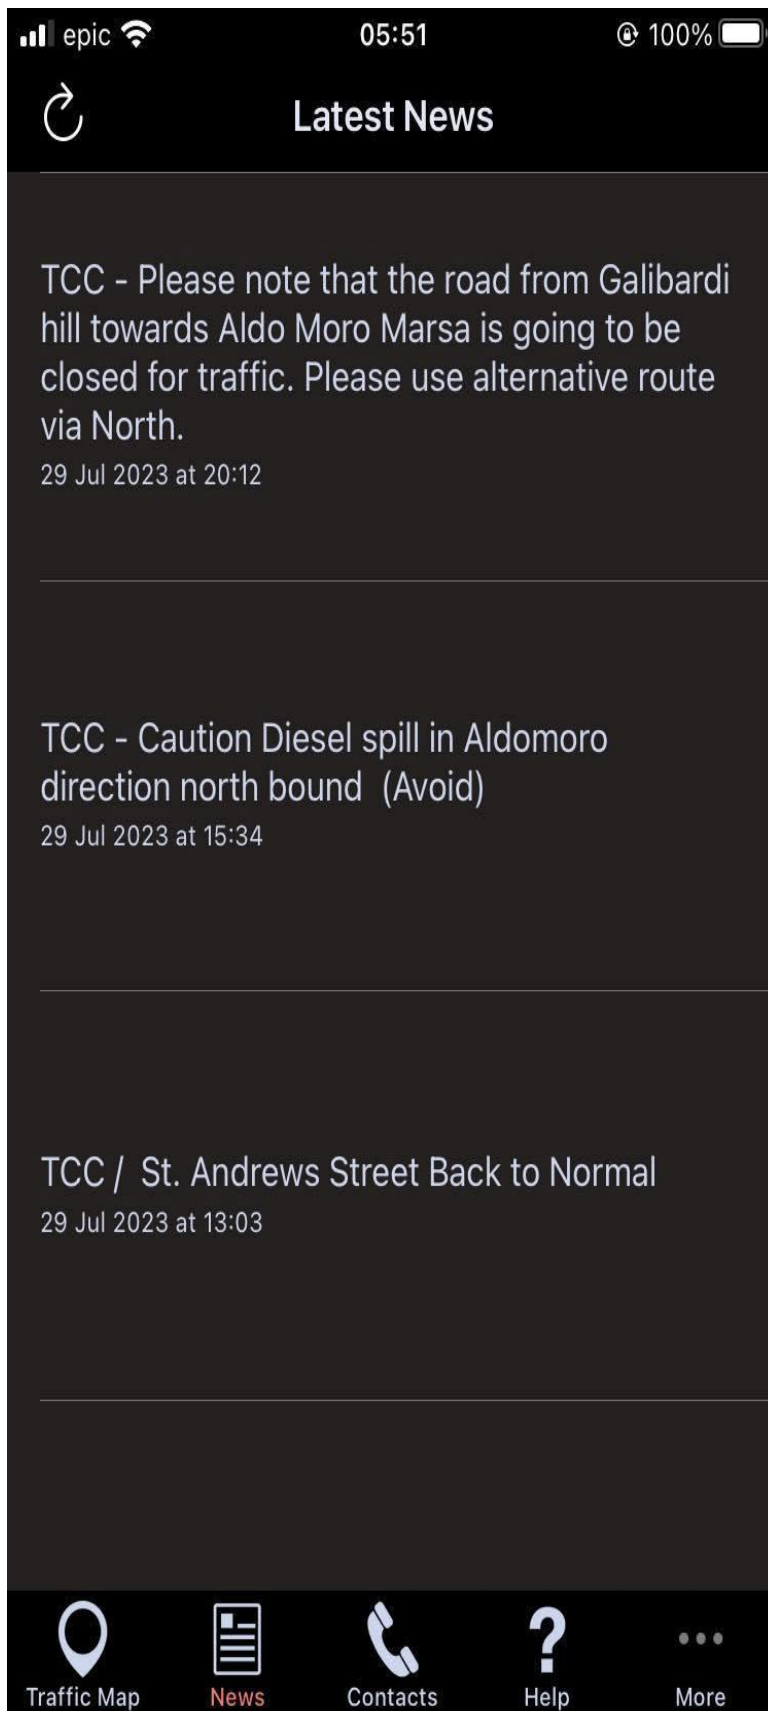 epic 05:51 100%
Latest News
TCC - Please note that the road from Galibardi
hill towards Aldo Moro Marsa is going to be
closed for traffic. Please use alternative route
via North.
29 Jul 2023 at 20:12
TCC - Caution Diesel spill in Aldomoro
direction north bound  (Avoid)
29 Jul 2023 at 15:34
TCC /  St. Andrews Street Back to Normal
29 Jul 2023 at 13:03
Traffic Map News Contacts Help More